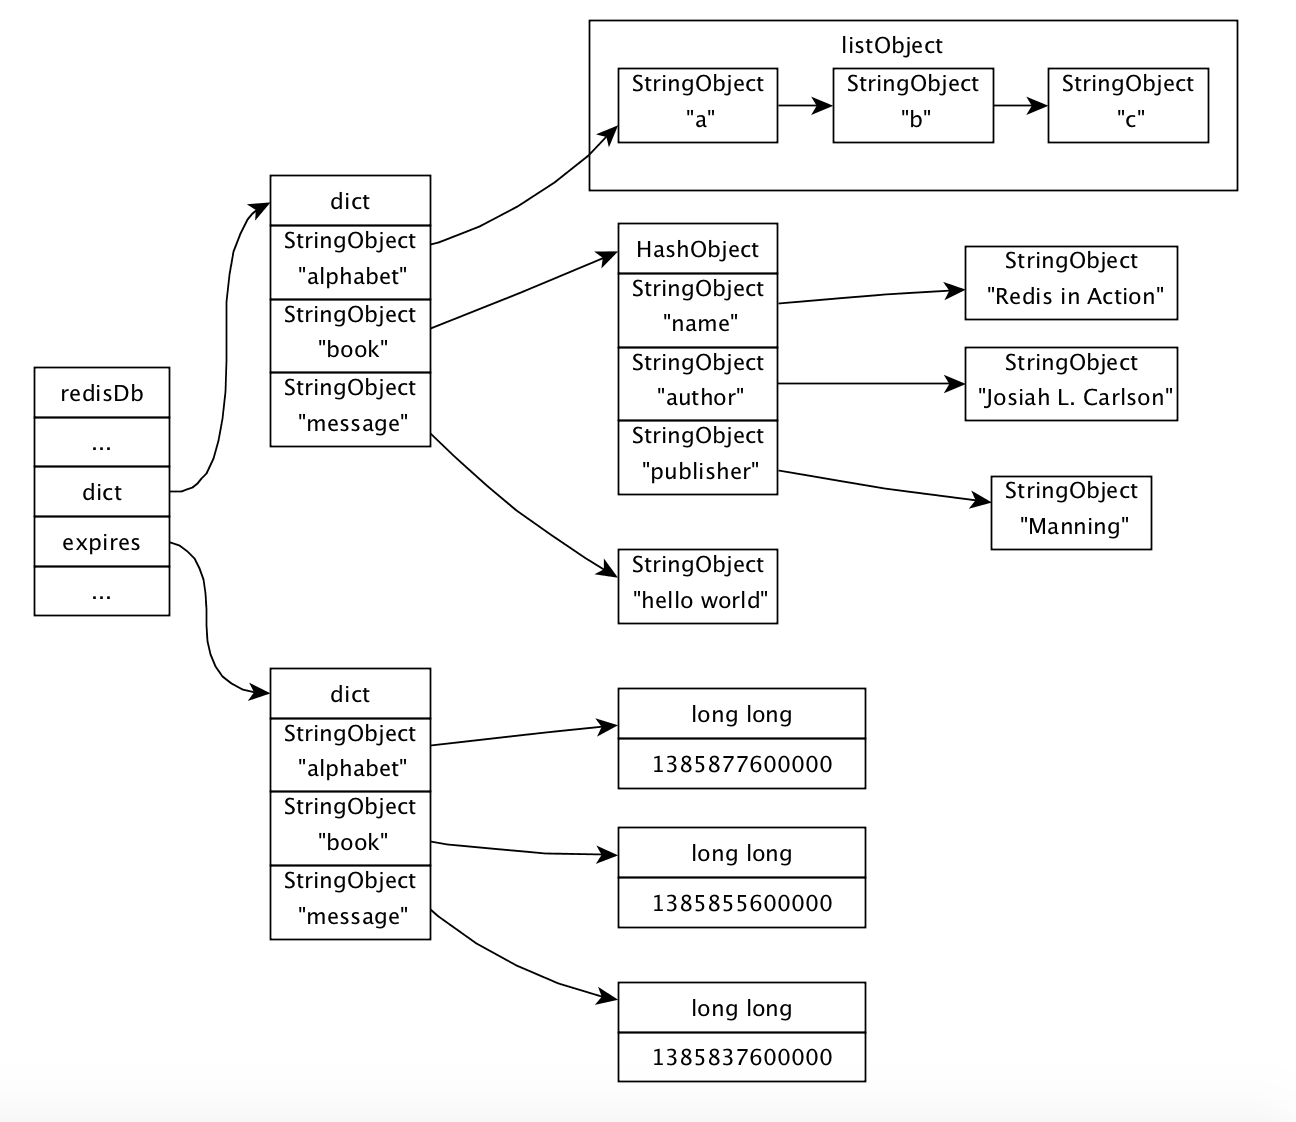 listObject
StringObject
"a"
StringObject
"b"
StringObject
"c"
dict
StringObject
"alphabet"
StringObject
"book"
StringObject
"message"
HashObject
StringObject
"name"
StringObject
"author"
StringObject
"publisher"
StringObject
"Redis in Action"
StringObject
"Josiah L. Carlson"
StringObject
"Manning"
StringObject
"hello world"
redisDb
...
dict
expires
...
dict
StringObject
"alphabet"
StringObject
"book"
StringObject
"message"
long long
1385877600000
long long
1385855600000
long long
1385837600000